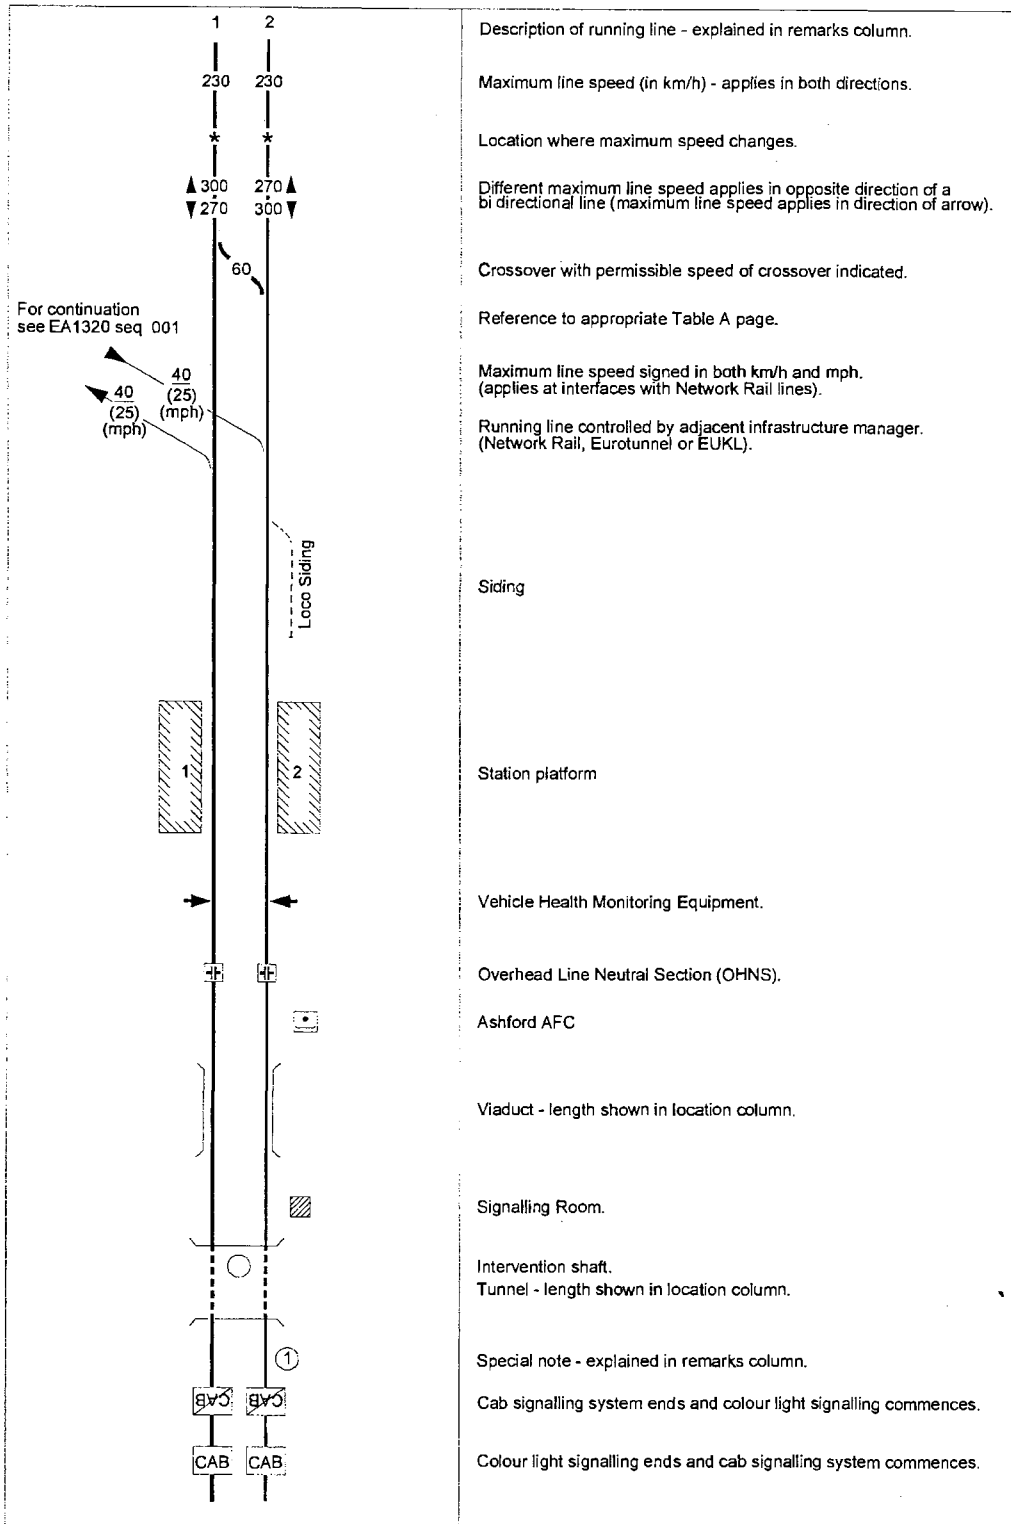 1 2
Description of running line - explained in remarks column.
230 230
Maximum line speed (in km/h) - applies in both directions.
* *
Location where maximum speed changes.
300 270
270 300
Different maximum line speed applies in opposite direction of a
bi directional line (maximum line speed applies in direction of arrow).
60
Crossover with permissible speed of crossover indicated.
For continuation
see EA1320 seq 001
Reference to appropriate Table A page.
40
(25)
(mph)
40
(25)
(mph)
Maximum line speed signed in both km/h and mph.
(applies at interfaces with Network Rail lines).
Running line controlled by adjacent infrastructure manager.
(Network Rail, Eurotunnel or EUKL).
Loco Siding
Siding
1 2
Station platform
Vehicle Health Monitoring Equipment.
Overhead Line Neutral Section (OHNS).
Ashford AFC
Viaduct - length shown in location column.
Signalling Room.
Intervention shaft.
Tunnel - length shown in location column.
1
Special note - explained in remarks column.
CAB CAB
Cab signalling system ends and colour light signalling commences.
CAB CAB
Colour light signalling ends and cab signalling system commences.